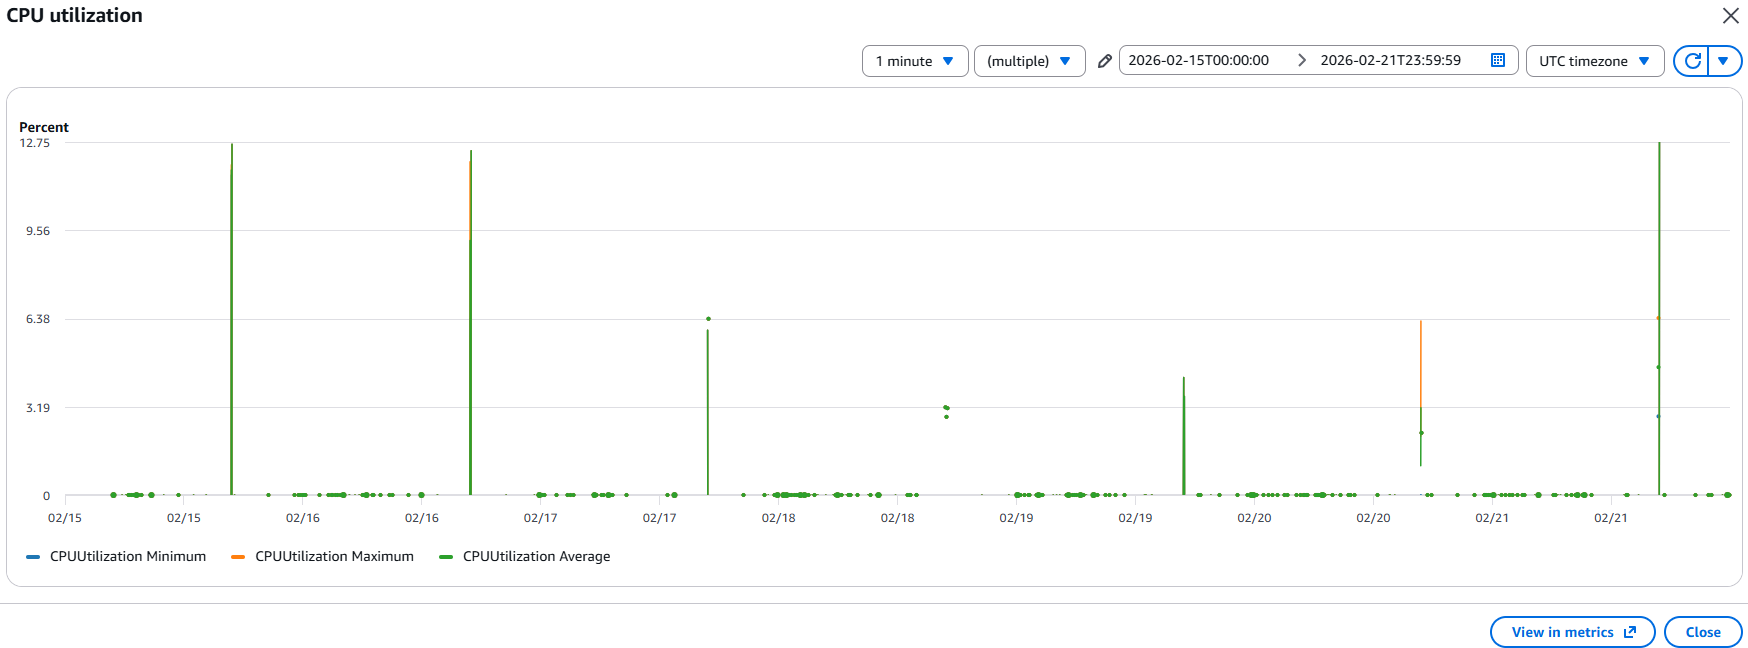 CPU utilization
1 minute (multiple) 2026-02-15T00:00:00 2026-02-21T23:59:59 UTC timezone
Percent
12.75
9.56
6.38
3.19
0
02/15 02/15 02/16 02/16 02/17 02/17 02/18 02/18 02/19 02/19 02/20 02/20 02/21 02/21
CPUUtilization Minimum CPUUtilization Maximum CPUUtilization Average
View in metrics Close